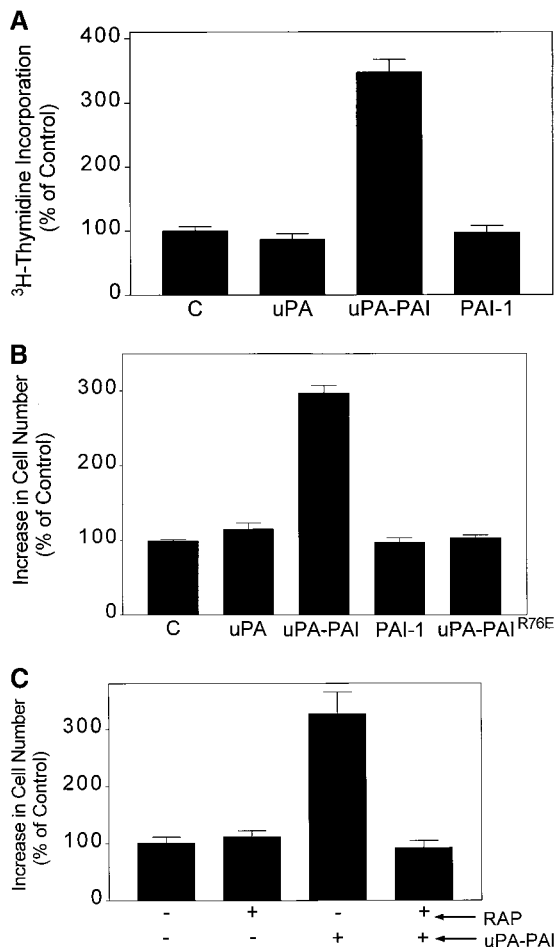 A
³H-Thymidine Incorporation
(% of Control)
400
300
200
100
0
C uPA uPA-PAI PAI-1
B
Increase in Cell Number
(% of Control)
300
200
100
0
C uPA uPA-PAI PAI-1 uPA-PAI^R76E
C
Increase in Cell Number
(% of Control)
300
200
100
0
- + - + RAP
- - + + uPA-PAI